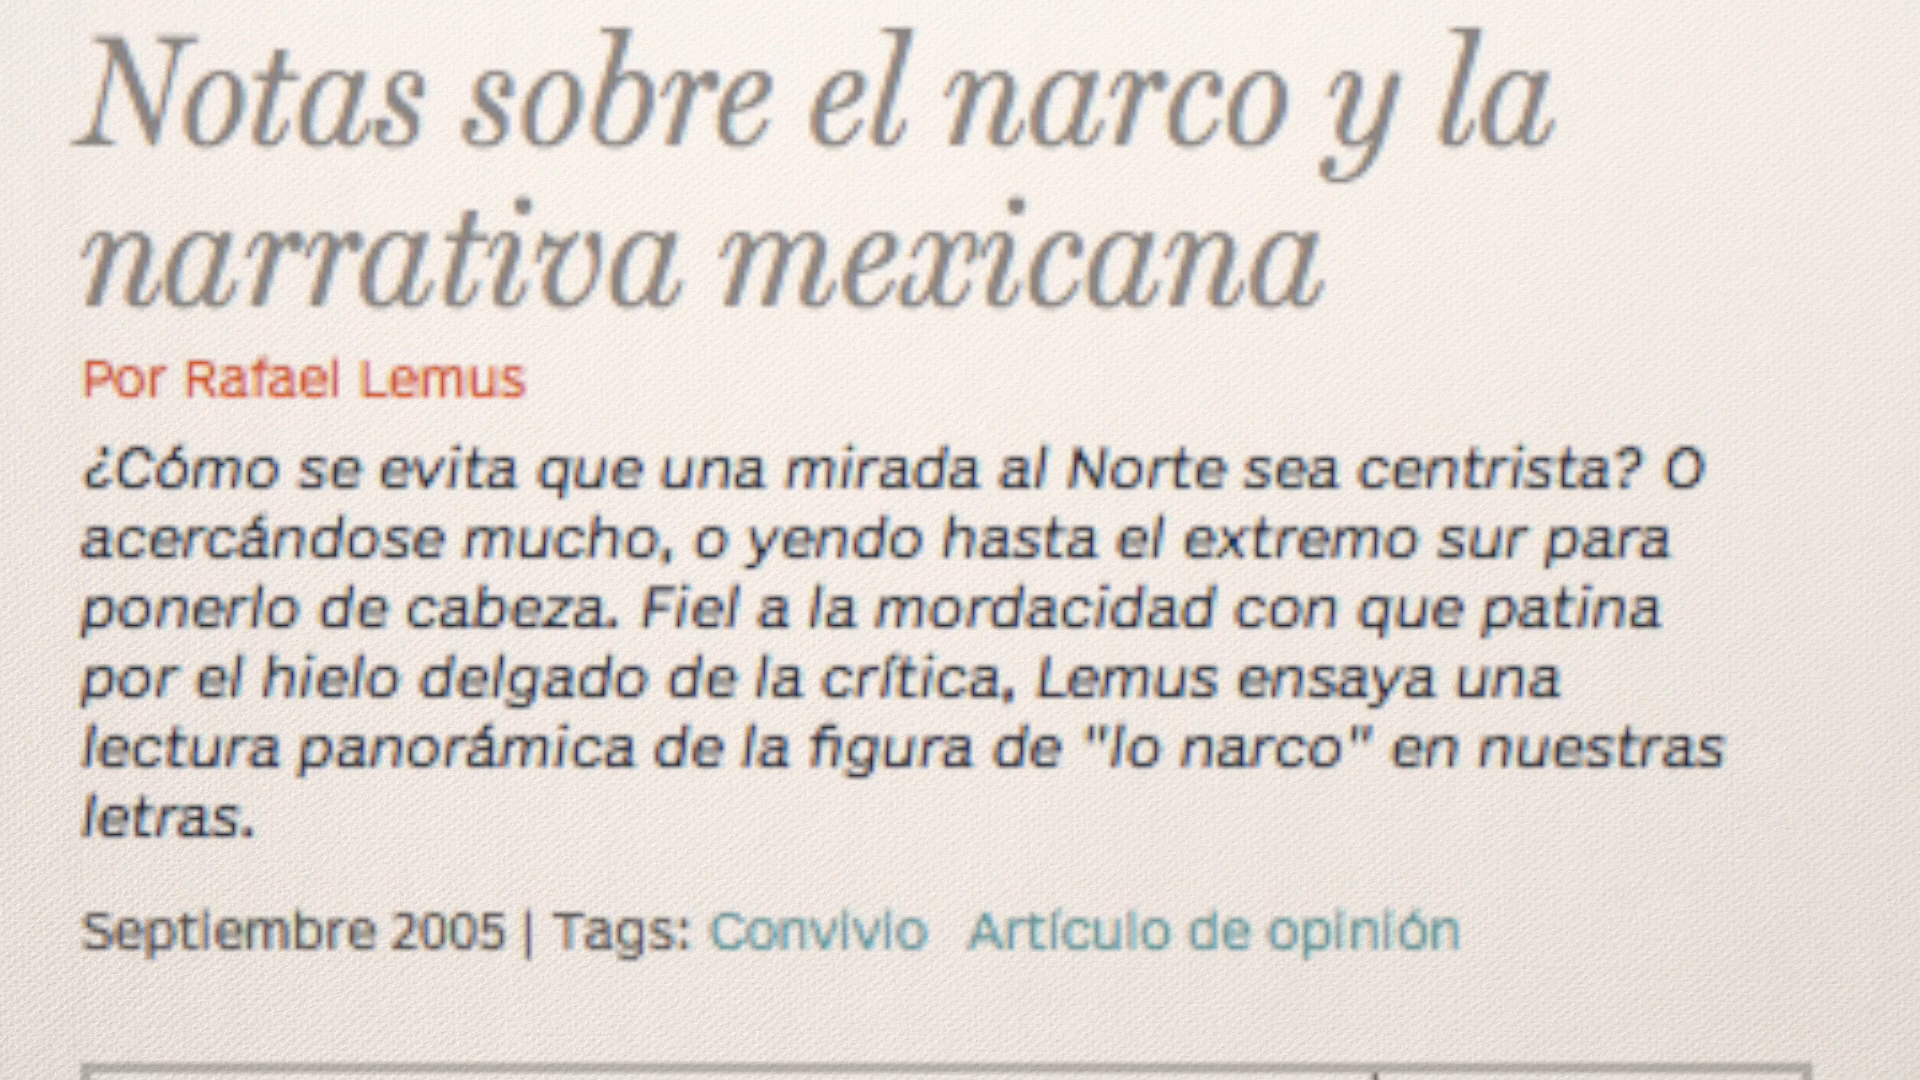 Notas sobre el narco y la
narrativa mexicana
Por Rafael Lemus
¿Cómo se evita que una mirada al Norte sea centrista? O
acercándose mucho, o yendo hasta el extremo sur para
ponerlo de cabeza. Fiel a la mordacidad con que patina
por el hielo delgado de la crítica, Lemus ensaya una
lectura panorámica de la figura de "lo narco" en nuestras
letras.
Septiembre 2005 | Tags: Convivio Artículo de opinión